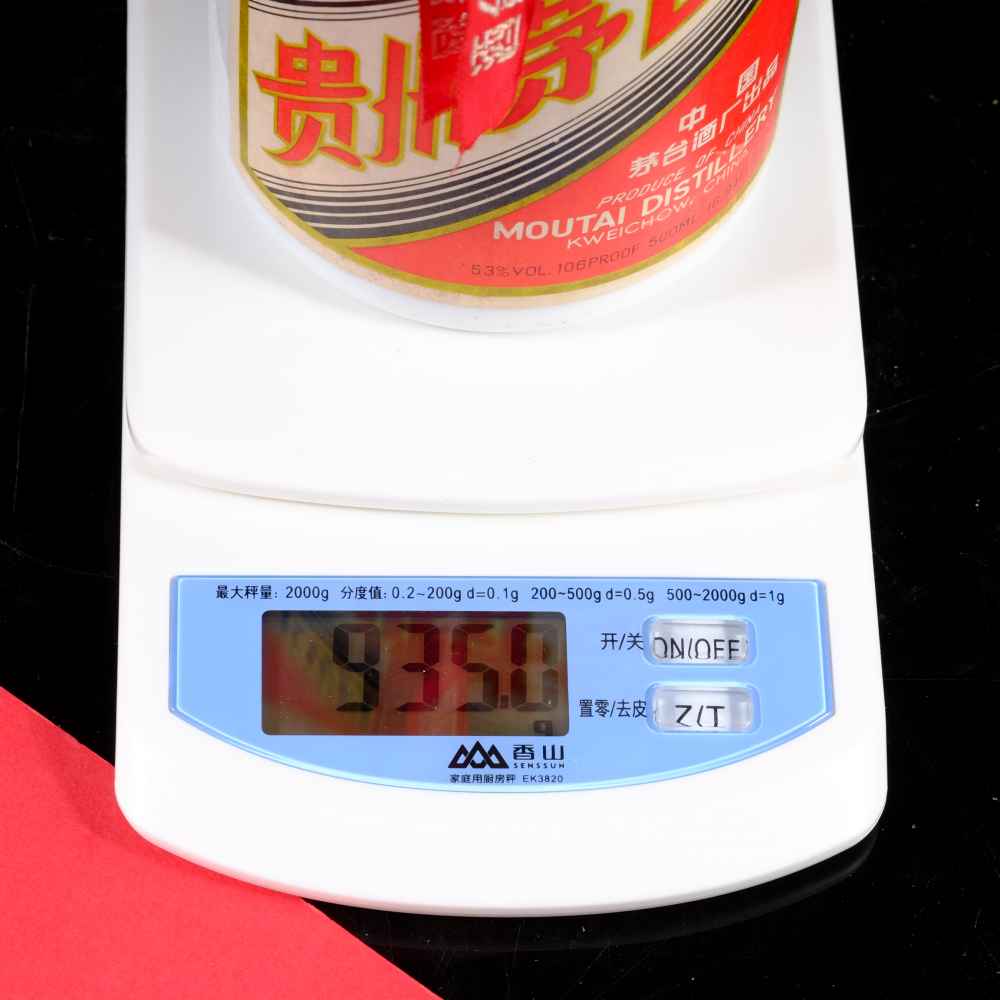 贵州茅
中国
茅台酒厂出品
PRODUCE OF CHINA
MOUTAI DISTILLERY
KWEICHOW, CHINA
53%VOL. 106PROOF 500ML
最大秤量: 2000g 分度值: 0.2~200g d=0.1g 200~500g d=0.5g 500~2000g d=1g
935.0
g
开/关 ON/OFF
置零/去皮 Z/T
香山
SENSSUN
家庭用厨房秤 EK3820